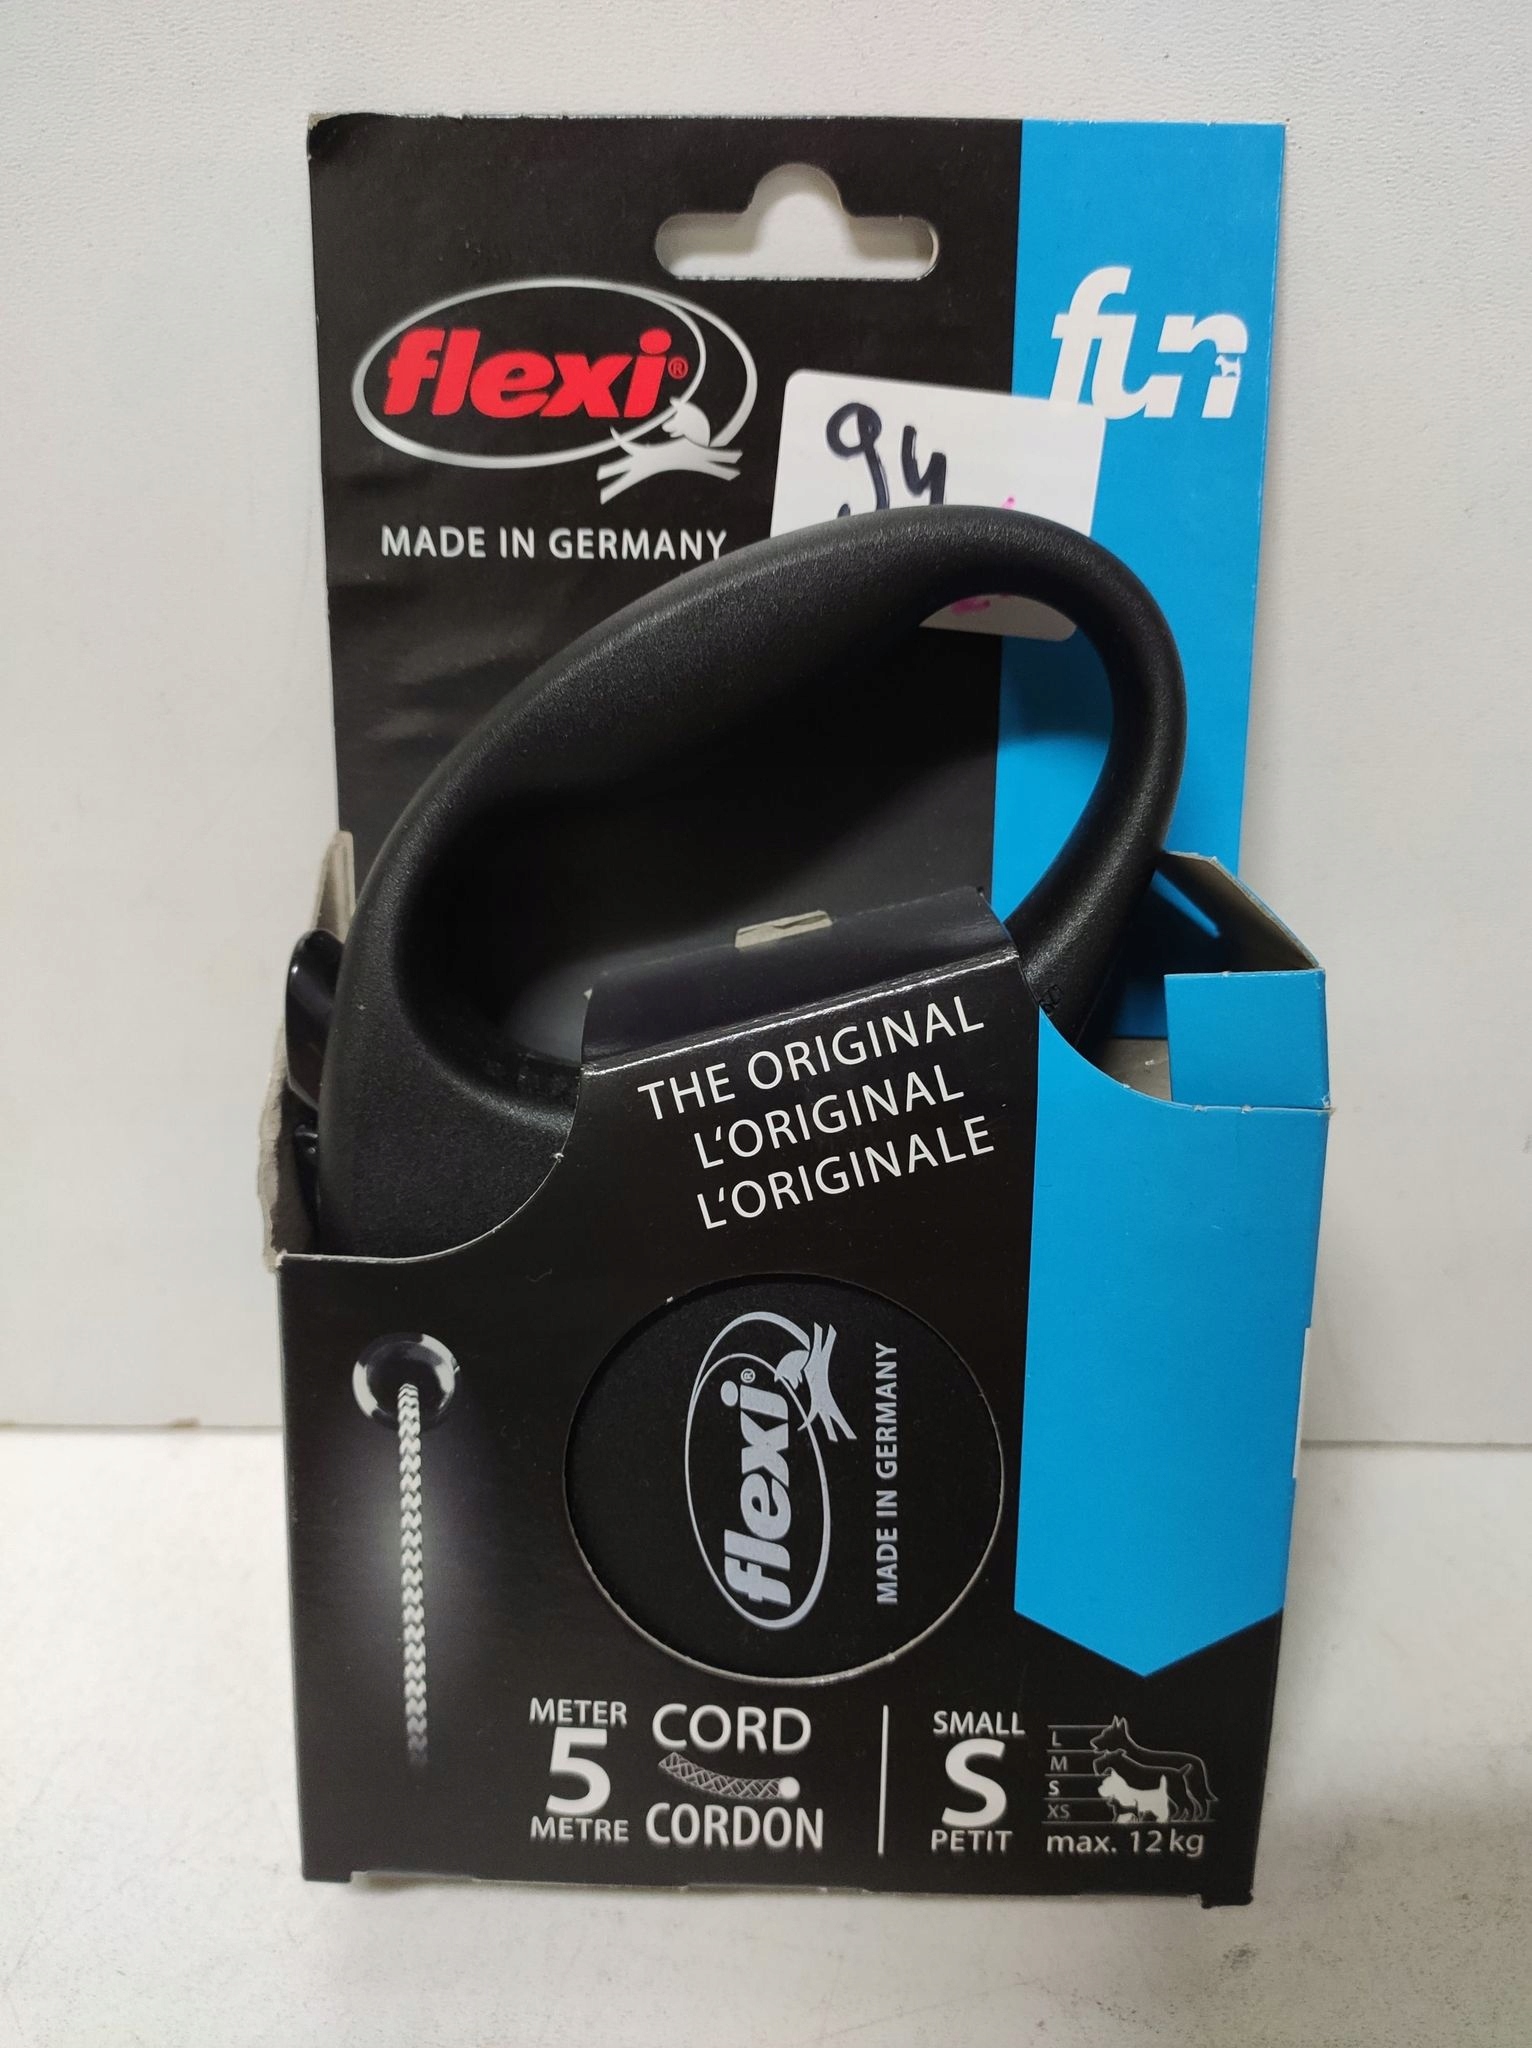 flexi®
fun
94
MADE IN GERMANY
THE ORIGINAL
L'ORIGINAL
L'ORIGINALE
flexi®
MADE IN GERMANY
METER
5
METRE
CORD
CORDON
SMALL
S
PETIT
L
M
S
XS
max. 12 kg